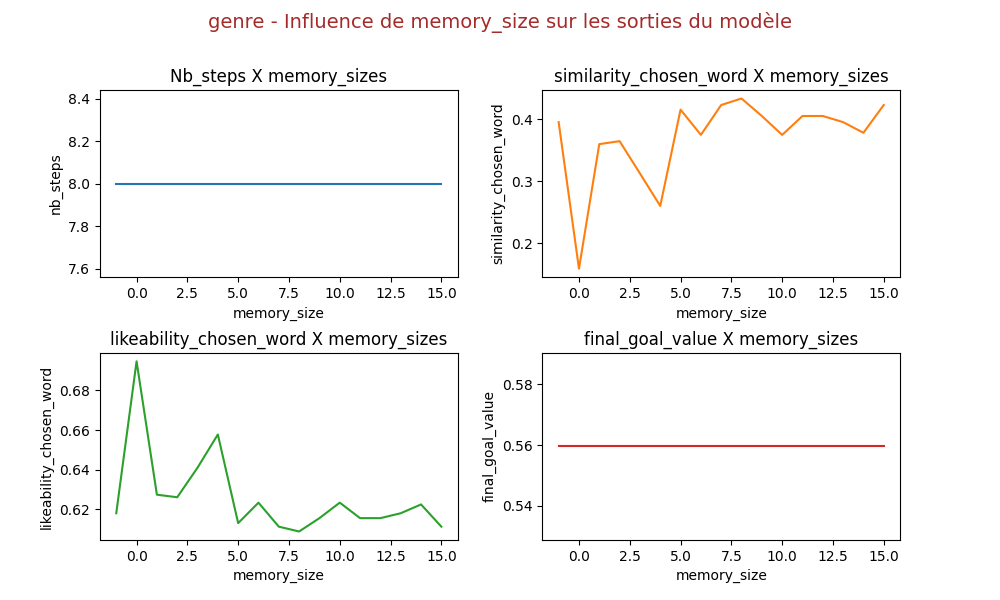 genre - Influence de memory_size sur les sorties du modèle
Nb_steps X memory_sizes
nb_steps
8.4
8.2
8.0
7.8
7.6
0.0 2.5 5.0 7.5 10.0 12.5 15.0
memory_size
similarity_chosen_word X memory_sizes
similarity_chosen_word
0.4
0.3
0.2
0.0 2.5 5.0 7.5 10.0 12.5 15.0
memory_size
likeability_chosen_word X memory_sizes
likeability_chosen_word
0.68
0.66
0.64
0.62
0.0 2.5 5.0 7.5 10.0 12.5 15.0
memory_size
final_goal_value X memory_sizes
final_goal_value
0.58
0.56
0.54
0.0 2.5 5.0 7.5 10.0 12.5 15.0
memory_size